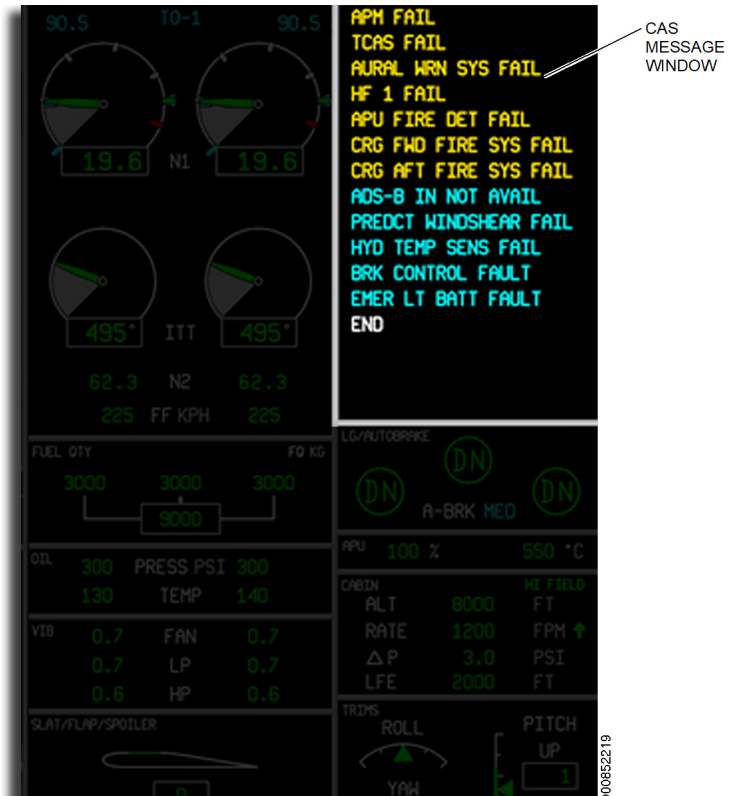 90.5 TO-1 90.5
19.6 N1 19.6
495° ITT 495°
62.3 N2 62.3
225 FF KPH 225
APM FAIL
TCAS FAIL
AURAL WRN SYS FAIL
HF 1 FAIL
APU FIRE DET FAIL
CRG FWD FIRE SYS FAIL
CRG AFT FIRE SYS FAIL
ADS-B IN NOT AVAIL
PREDCT WINDSHEAR FAIL
HYD TEMP SENS FAIL
BRK CONTROL FAULT
EMER LT BATT FAULT
END
CAS
MESSAGE
WINDOW
FUEL QTY FQ KG
3000 3000 3000
9000
LG/AUTOBRAKE
DN
DN DN
A-BRK MED
OIL
300 PRESS PSI 300
130 TEMP 140
APU 100 % 550 °C
VIB
0.7 FAN 0.7
0.7 LP 0.7
0.6 HP 0.6
CABIN HI FIELD
ALT 8000 FT
RATE 1200 FPM
ΔP 3.0 PSI
LFE 2000 FT
SLAT/FLAP/SPOILER
0
TRIMS
ROLL
YAW
PITCH
UP
1